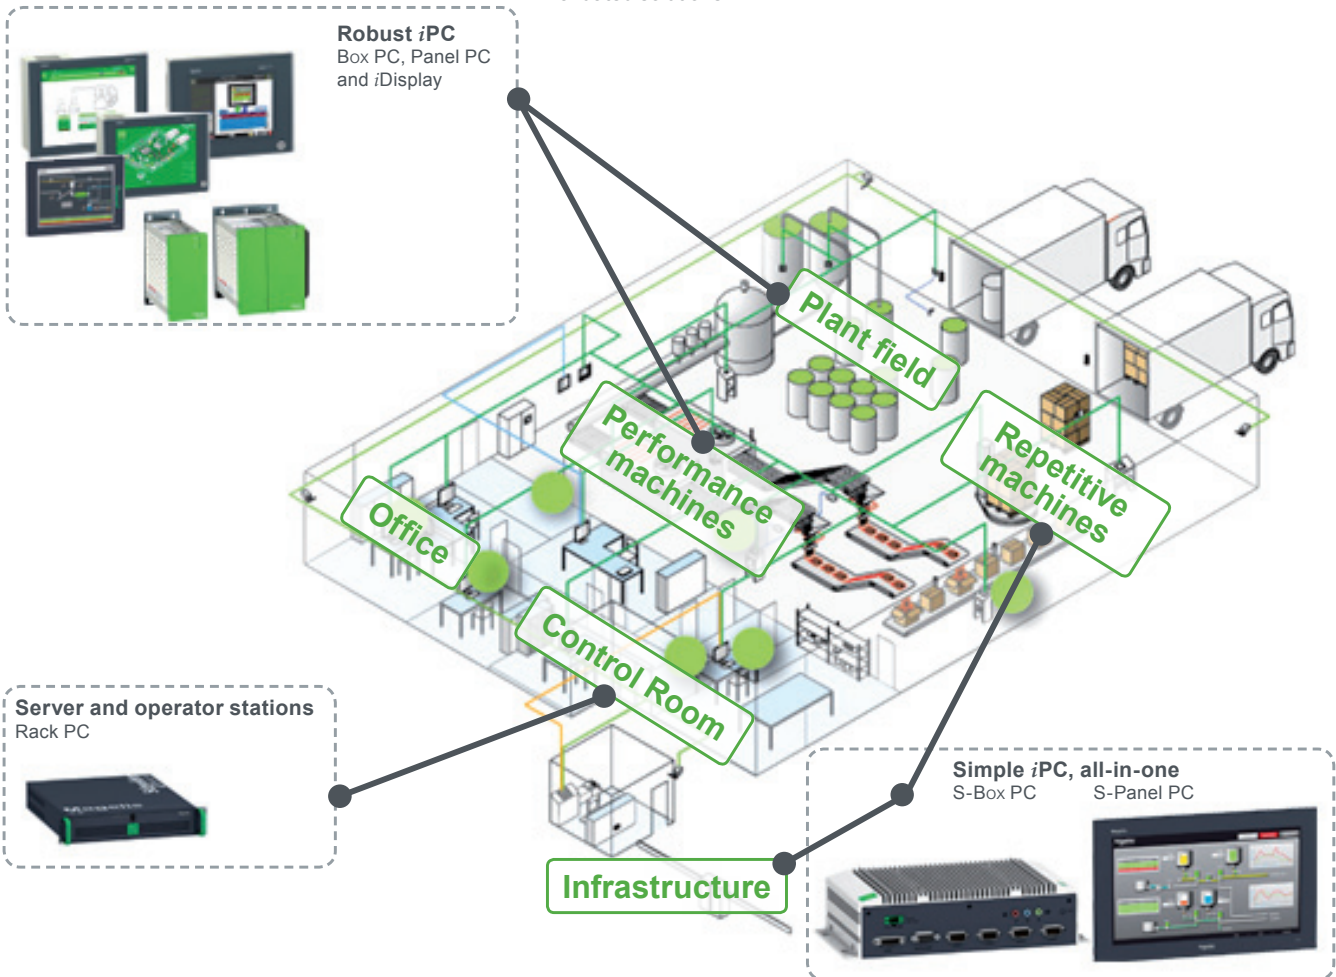 Robust iPC
Box PC, Panel PC
and iDisplay
Plant field
Performance
machines
Repetitive
machines
Office
Control Room
Server and operator stations
Rack PC
Simple iPC, all-in-one
S-Box PC
S-Panel PC
Infrastructure